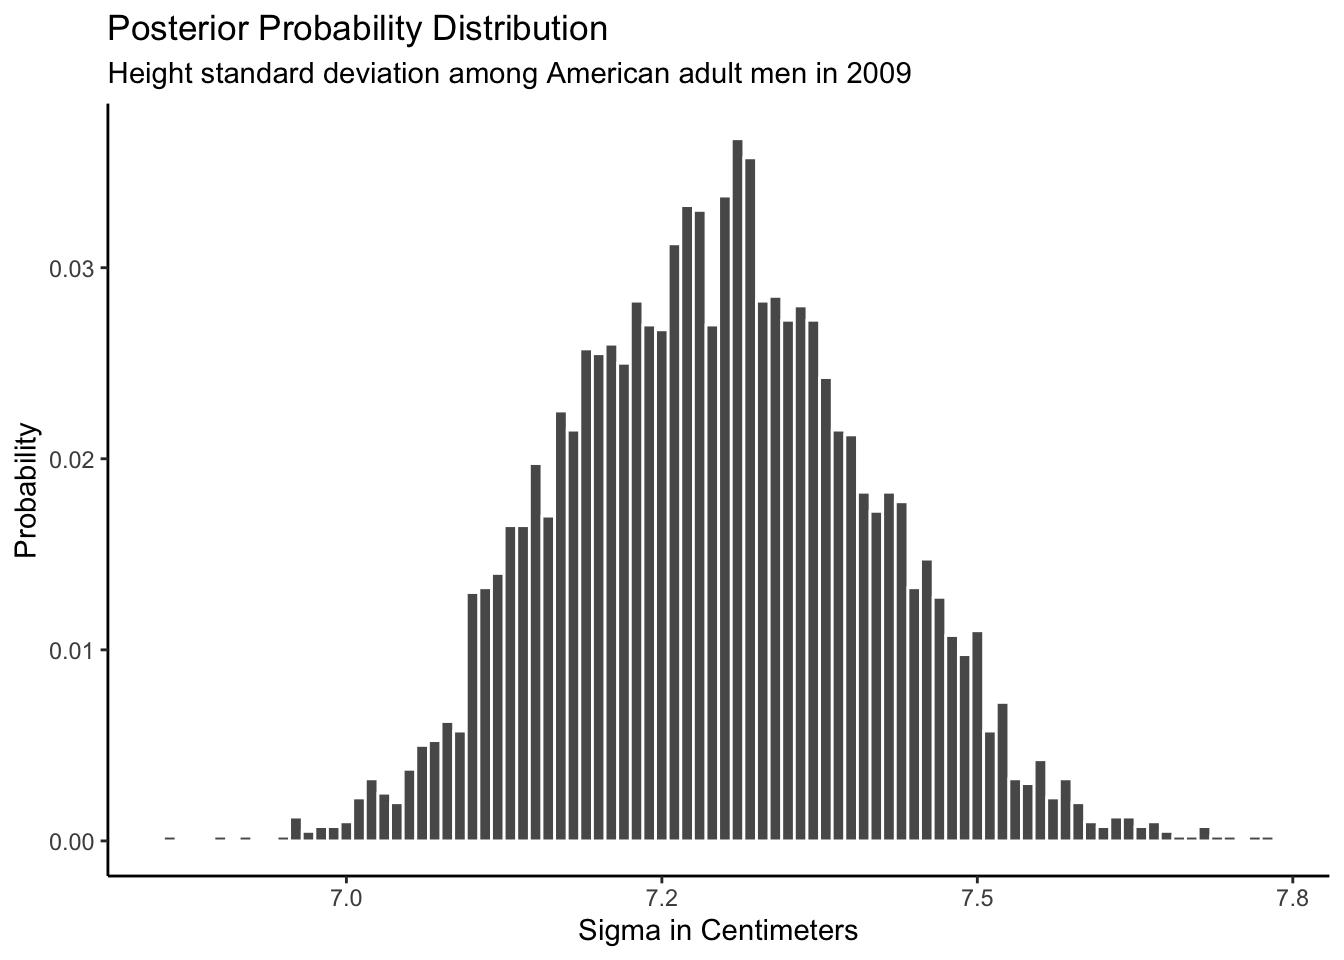 Posterior Probability Distribution
Height standard deviation among American adult men in 2009
Probability
0.03
0.02
0.01
0.00
7.0
7.2
7.5
7.8
Sigma in Centimeters